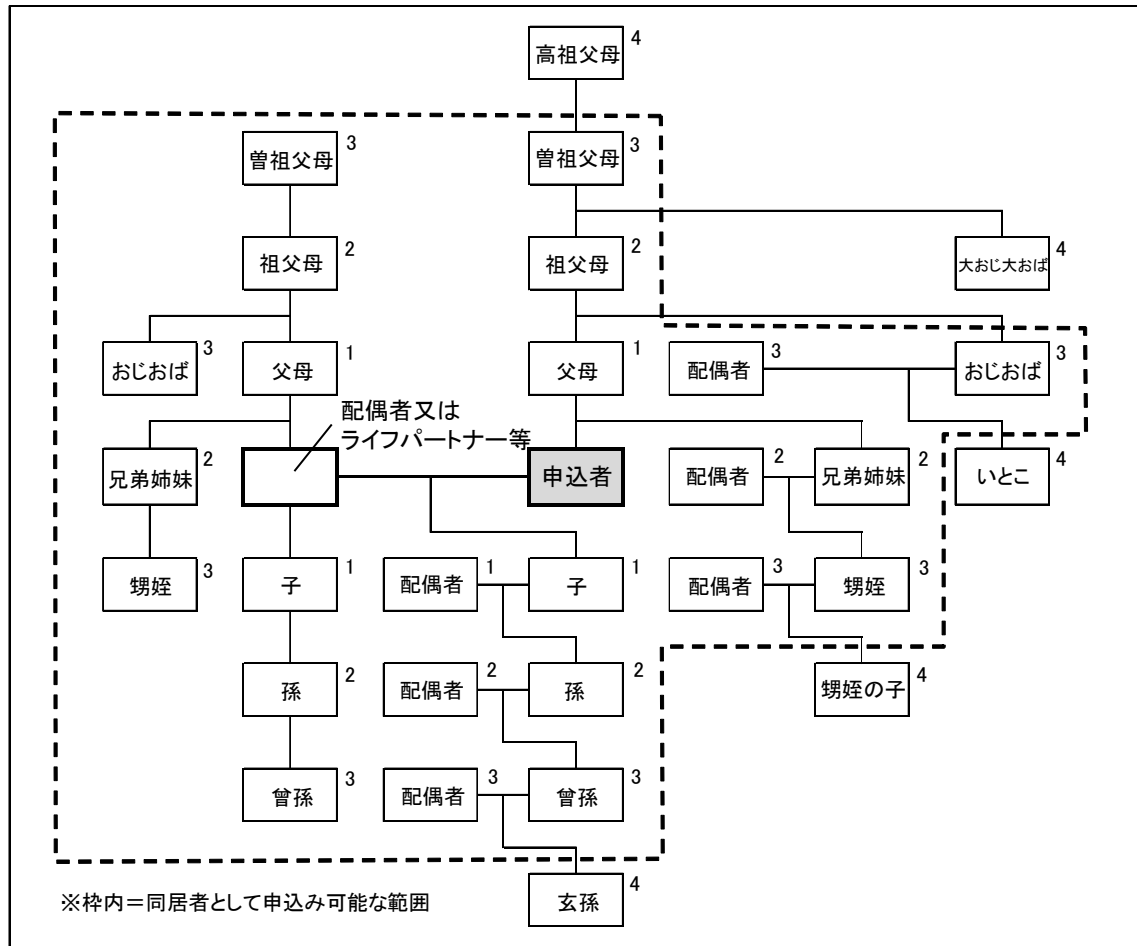 高祖父母 4
曽祖父母 3
曽祖父母 3
祖父母 2
祖父母 2
大おじ大おば 4
おじおば 3
父母 1
父母 1
配偶者 3
おじおば 3
配偶者又は
ライフパートナー等
兄弟姉妹 2
申込者
配偶者 2
兄弟姉妹 2
いとこ 4
甥姪 3
子 1
配偶者 1
子 1
配偶者 3
甥姪 3
孫 2
配偶者 2
孫 2
甥姪の子 4
曾孫 3
配偶者 3
曾孫 3
※枠内=同居者として申込み可能な範囲
玄孫 4